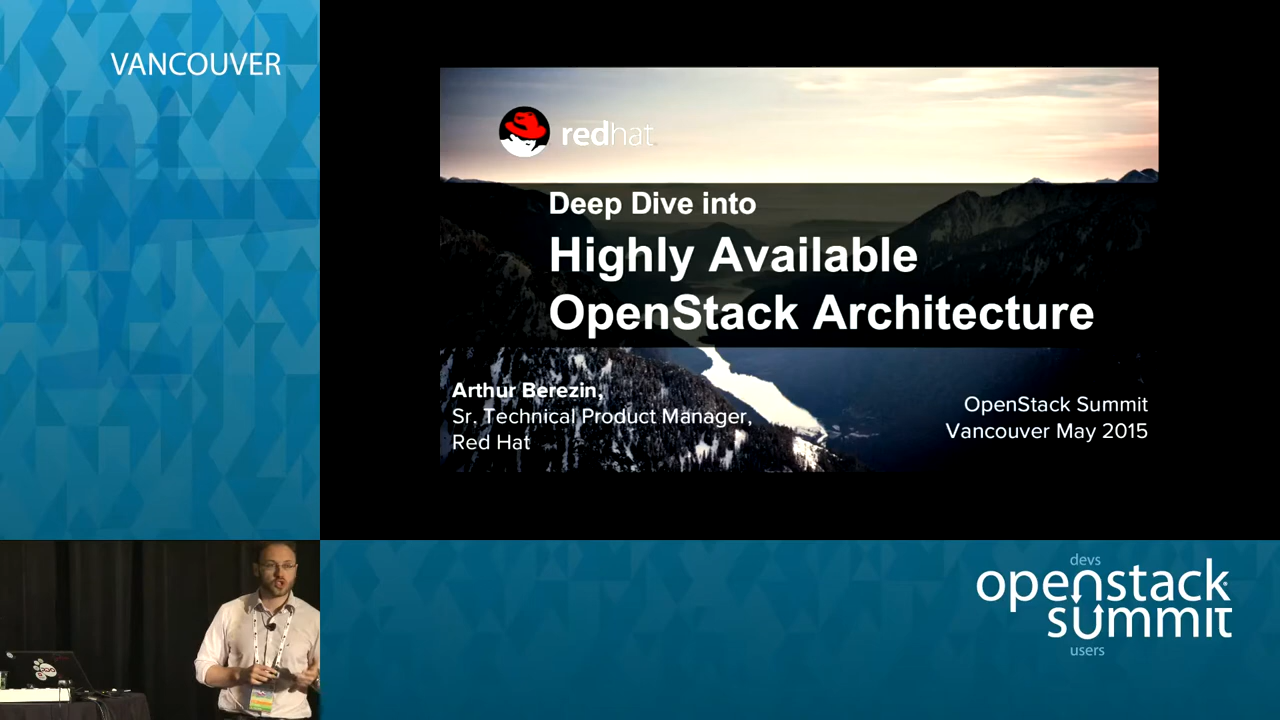 VANCOUVER
redhat
Deep Dive into
Highly Available
OpenStack Architecture
Arthur Berezin,
Sr, Technical Product Manager,
Red Hat
OpenStack Summit
Vancouver May 2015
devs
openstack
summit
users